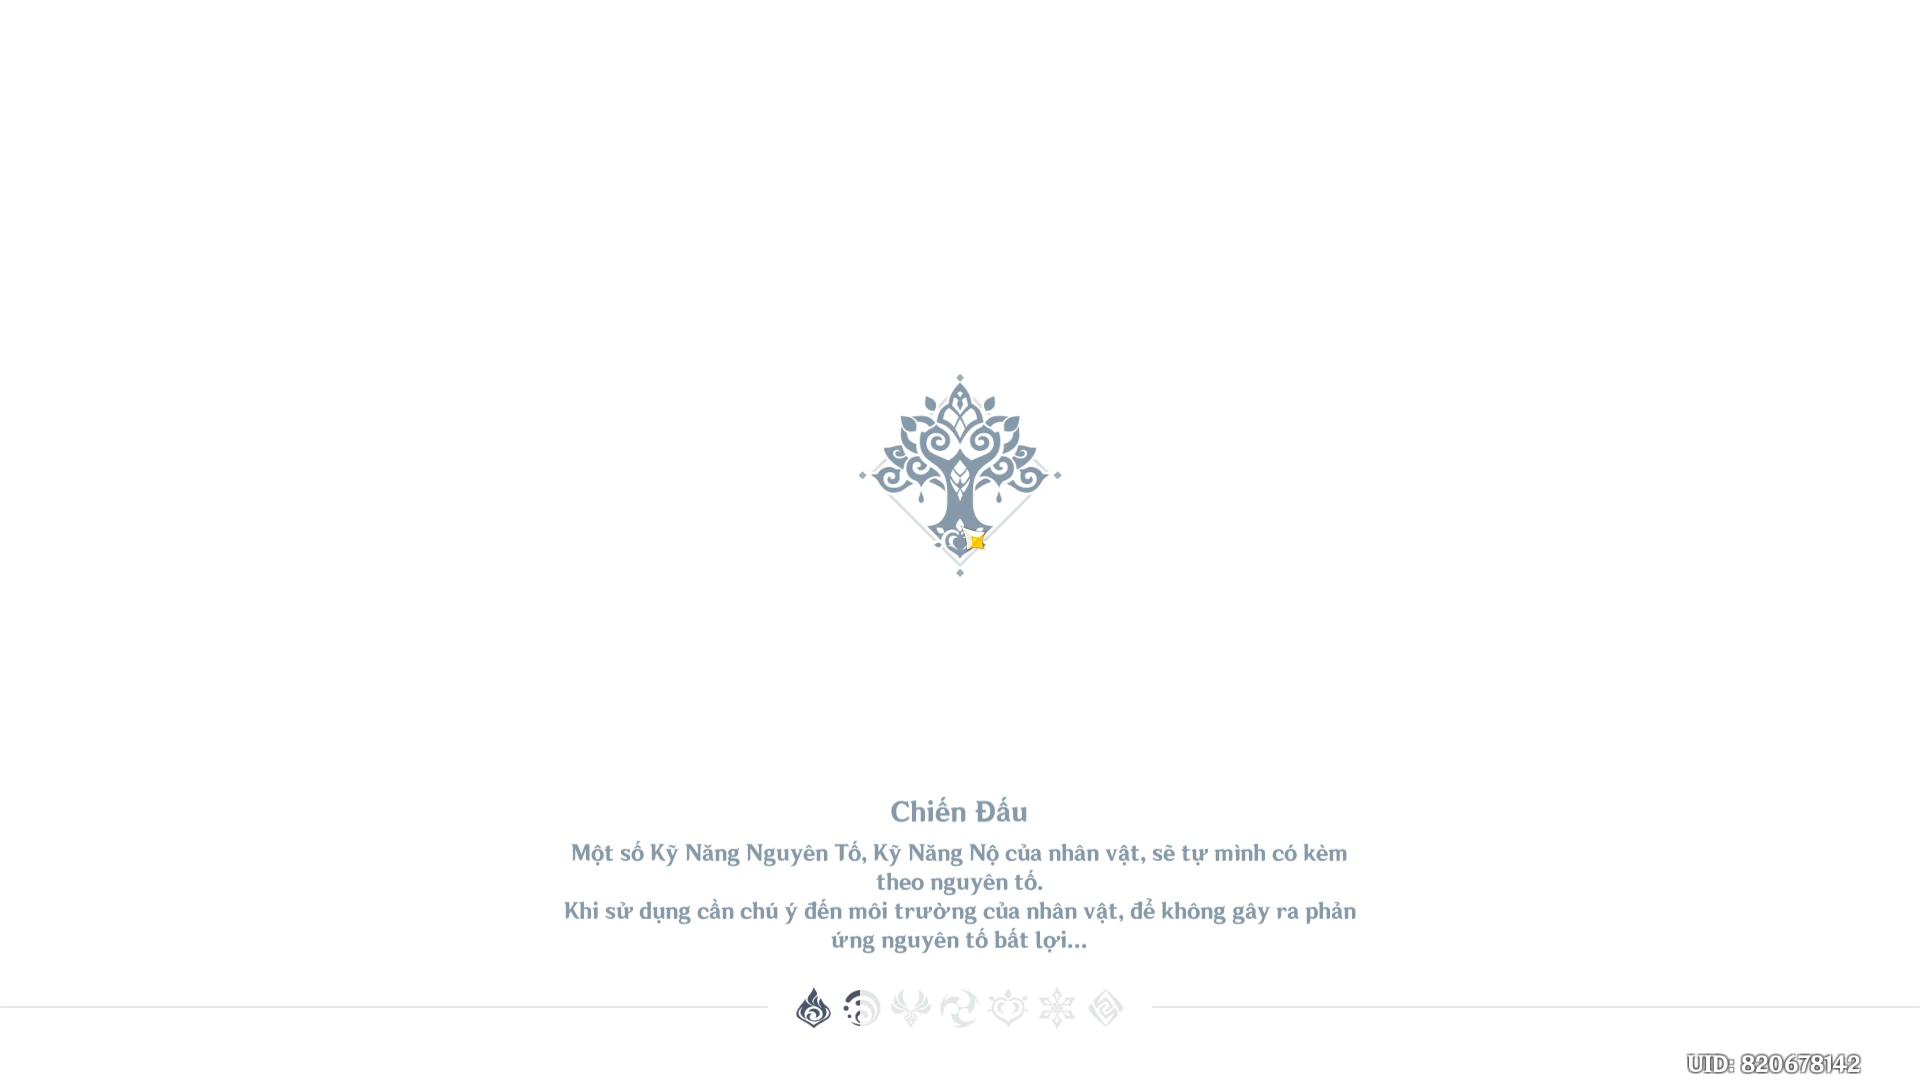 Chiến Đấu
Một số Kỹ Năng Nguyên Tố, Kỹ Năng Nộ của nhân vật, sẽ tự mình có kèm
theo nguyên tố.
Khi sử dụng cần chú ý đến môi trường của nhân vật, để không gây ra phản
ứng nguyên tố bất lợi...
UID: 820678142